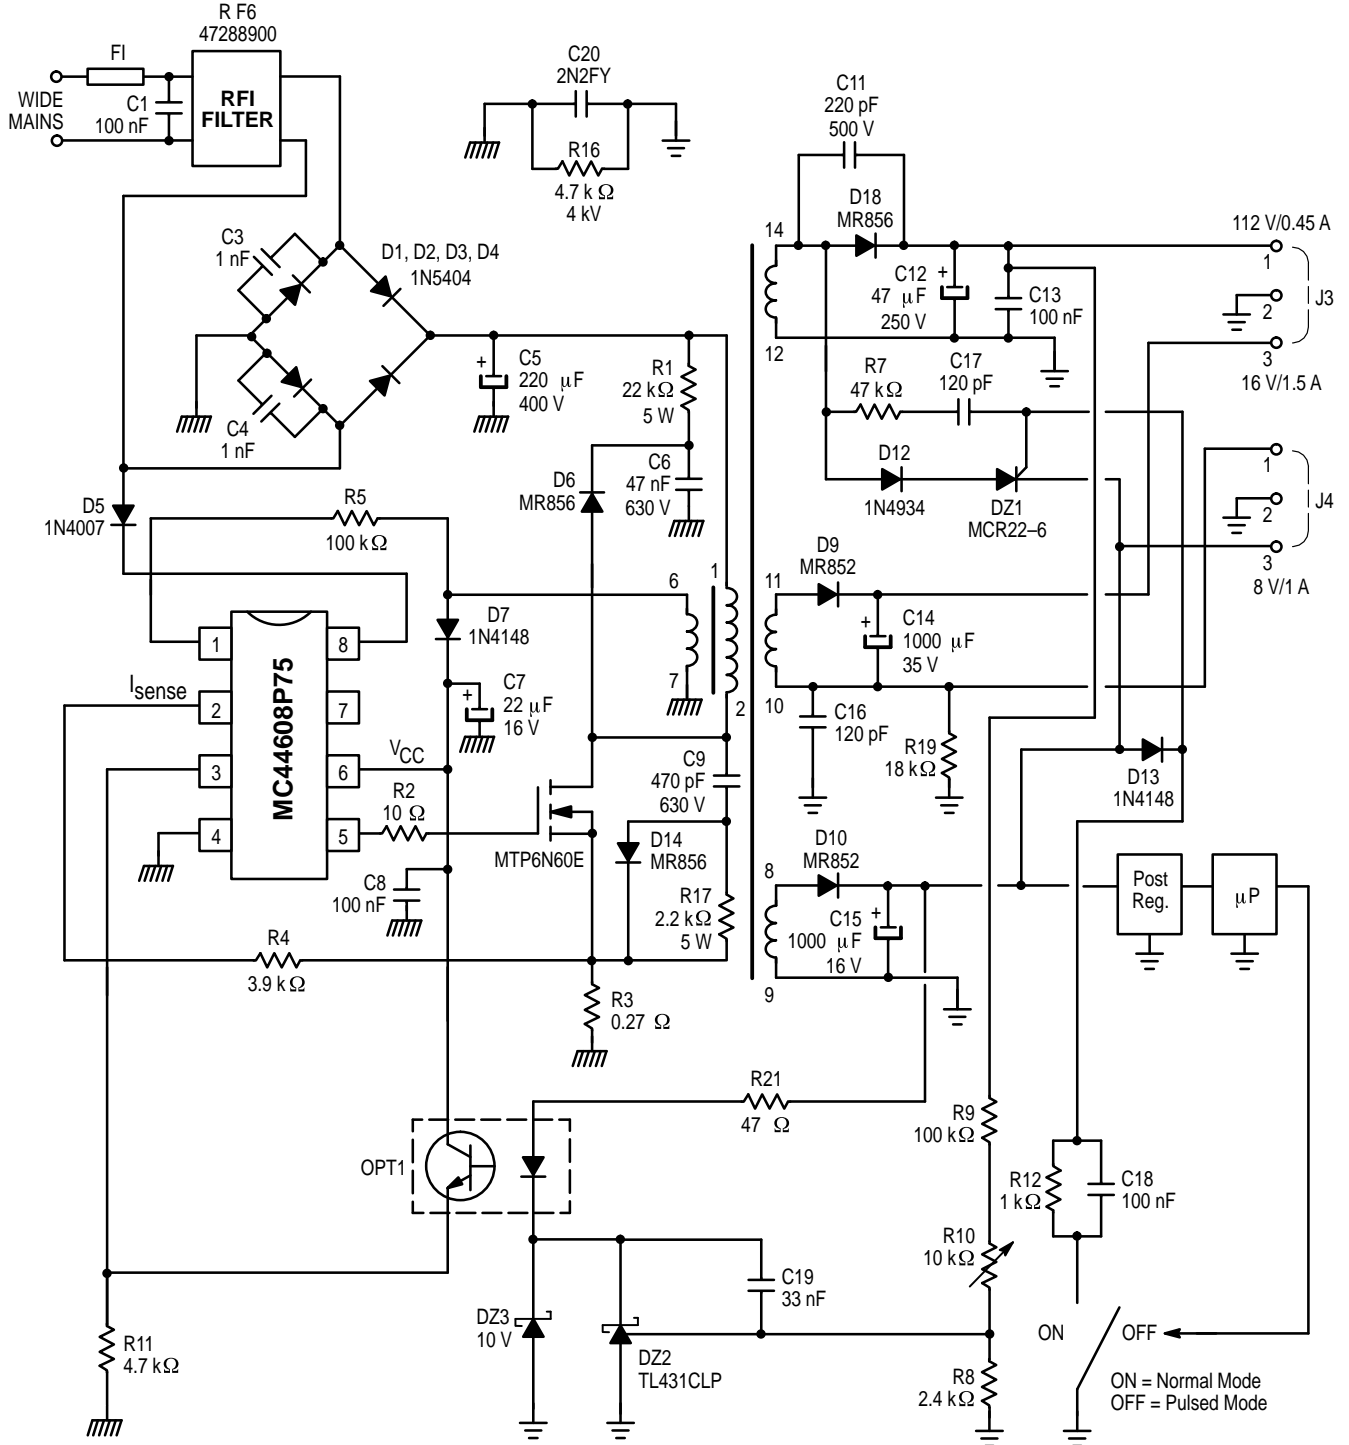 R F6
47288900
FI
WIDE
MAINS
C1
100 nF
RFI
FILTER
C20
2N2FY
R16
4.7 k Ω
4 kV
C11
220 pF
500 V
D18
MR856
14
12
112 V/0.45 A
1
2
3
J3
16 V/1.5 A
C3
1 nF
D1, D2, D3, D4
1N5404
C12
47 μF
250 V
C13
100 nF
C5
220 μF
400 V
R1
22 kΩ
5 W
R7
47 kΩ
C17
120 pF
C4
1 nF
D12
1N4934
DZ1
MCR22–6
1
2
3
J4
8 V/1 A
D5
1N4007
R5
100 kΩ
D6
MR856
C6
47 nF
630 V
6
7
1
2
D9
MR852
11
10
C14
1000 μF
35 V
D7
1N4148
MC44608P75
1
2
3
4
8
7
6
5
Isense
C7
22 μF
16 V
VCC
R2
10 Ω
C9
470 pF
630 V
C16
120 pF
R19
18 kΩ
D13
1N4148
MTP6N60E
D14
MR856
C8
100 nF
R17
2.2 kΩ
5 W
D10
MR852
8
9
C15
1000 μF
16 V
Post
Reg.
μP
R4
3.9 kΩ
R3
0.27 Ω
R21
47 Ω
R9
100 kΩ
OPT1
R12
1 kΩ
C18
100 nF
R10
10 kΩ
C19
33 nF
DZ3
10 V
DZ2
TL431CLP
R11
4.7 kΩ
R8
2.4 kΩ
ON
OFF
ON = Normal Mode
OFF = Pulsed Mode